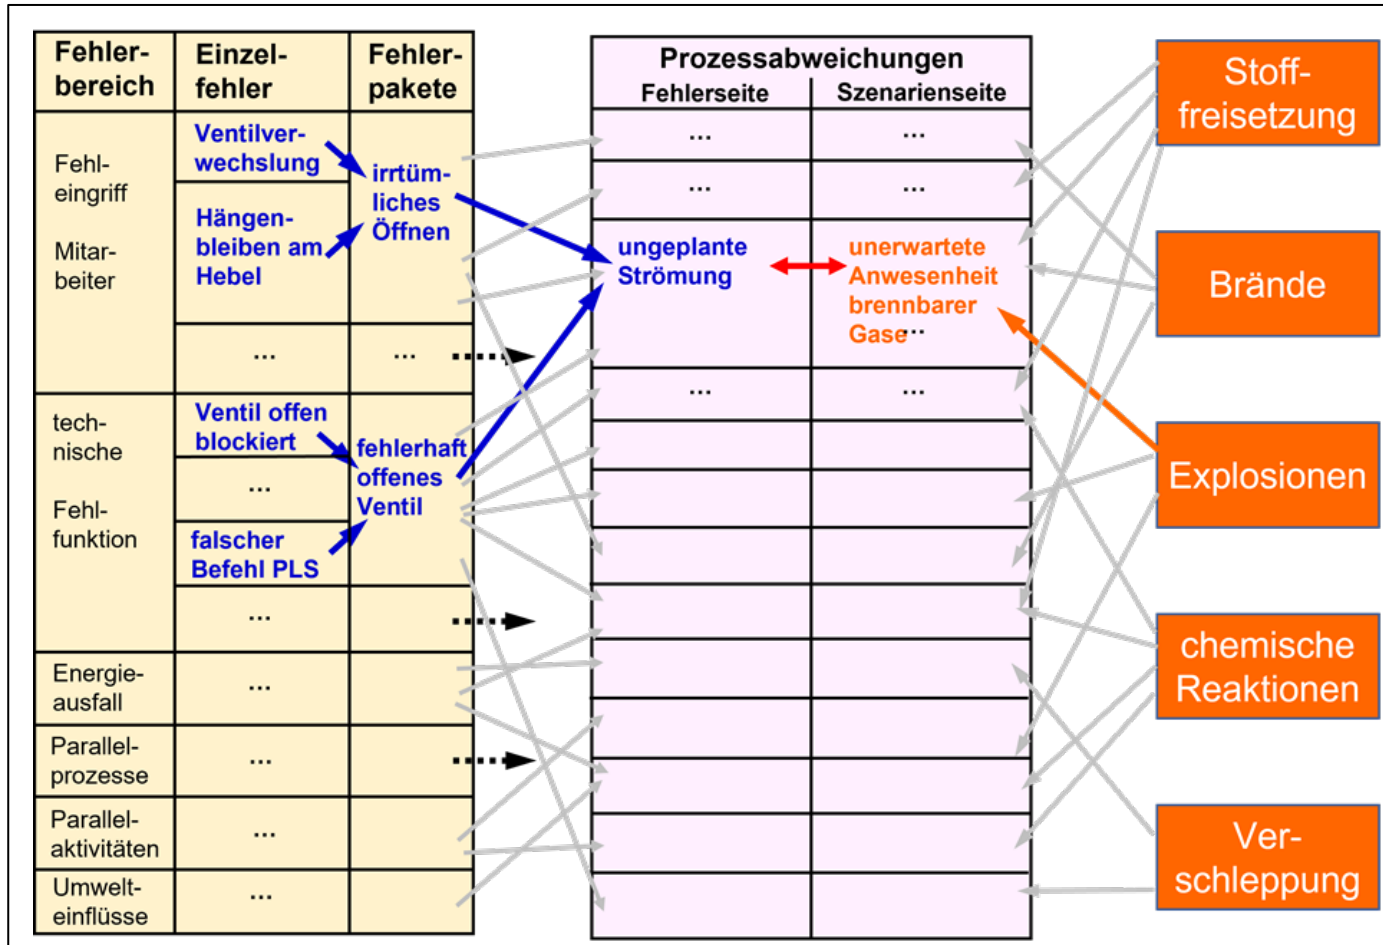 Fehler-
bereich
Einzel-
fehler
Fehler-
pakete
Fehl-
eingriff
Mitar-
beiter
Ventilver-
wechslung
Hängen-
bleiben am
Hebel
...
irrtüm-
liches
Öffnen
...
tech-
nische
Fehl-
funktion
Ventil offen
blockiert
...
falscher
Befehl PLS
...
fehlerhaft
offenes
Ventil
Energie-
ausfall
...
Parallel-
prozesse
...
Parallel-
aktivitäten
...
Umwelt-
einflüsse
...
Prozessabweichungen
Fehlerseite
Szenarienseite
...
...
...
...
ungeplante
Strömung
unerwartete
Anwesenheit
brennbarer
Gase
...
...
...
Stoff-
freisetzung
Brände
Explosionen
chemische
Reaktionen
Ver-
schleppung